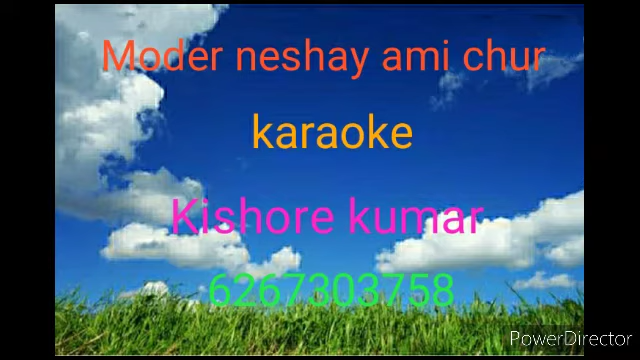 Moder neshay ami chur
karaoke
Kishore kumar
6267303758
PowerDirector